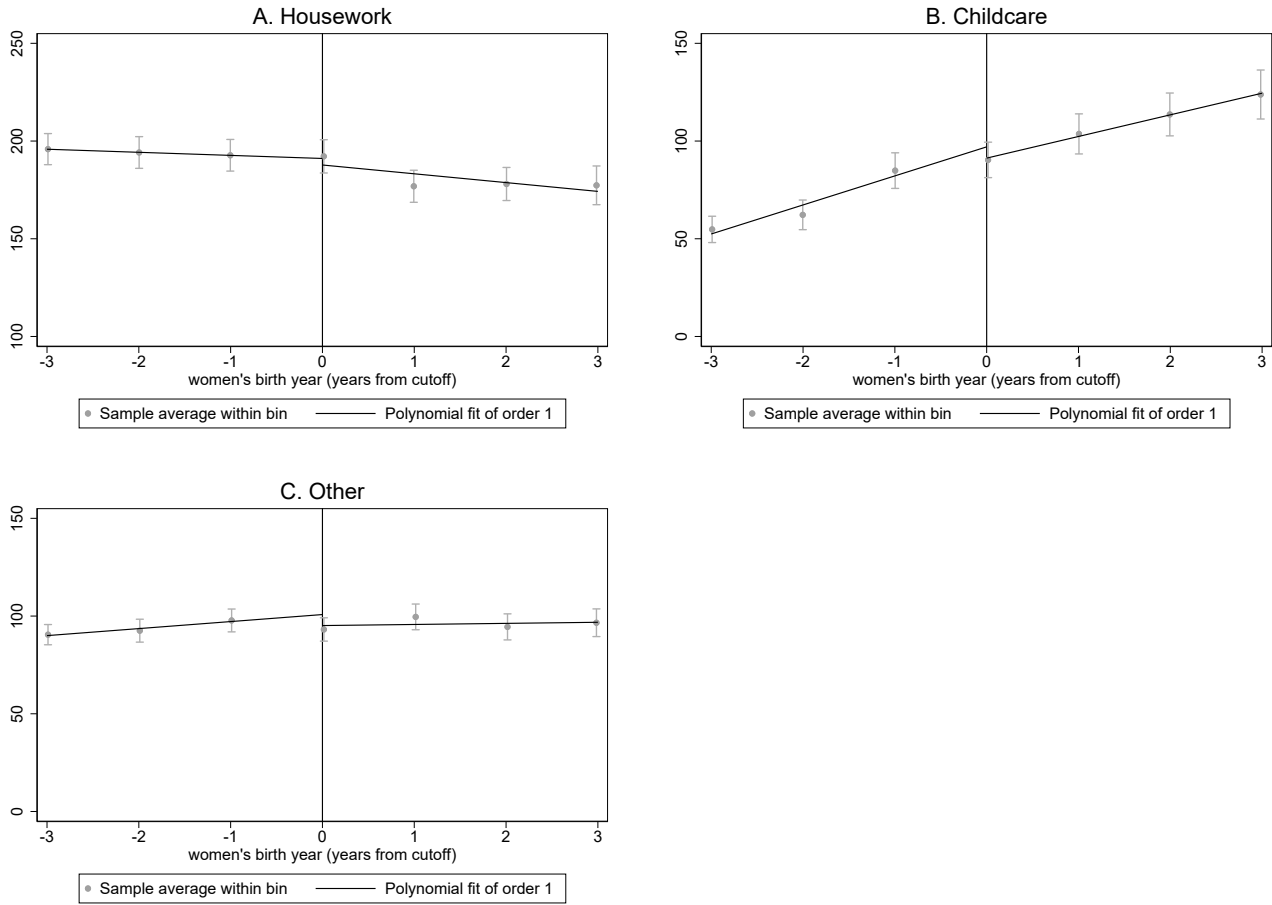 A. Housework
250
200
150
100
-3 -2 -1 0 1 2 3
women's birth year (years from cutoff)
Sample average within bin Polynomial fit of order 1
B. Childcare
150
100
50
0
-3 -2 -1 0 1 2 3
women's birth year (years from cutoff)
Sample average within bin Polynomial fit of order 1
C. Other
150
100
50
0
-3 -2 -1 0 1 2 3
women's birth year (years from cutoff)
Sample average within bin Polynomial fit of order 1